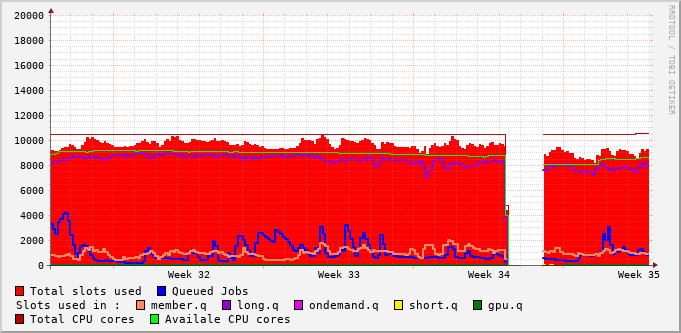 20000
18000
16000
14000
12000
10000
8000
6000
4000
2000
0
Week 32 Week 33 Week 34 Week 35
RRDTOOL / TOBI OETIKER
Total slots used Queued Jobs
Slots used in : member.q long.q ondemand.q short.q gpu.q
Total CPU cores Availale CPU cores